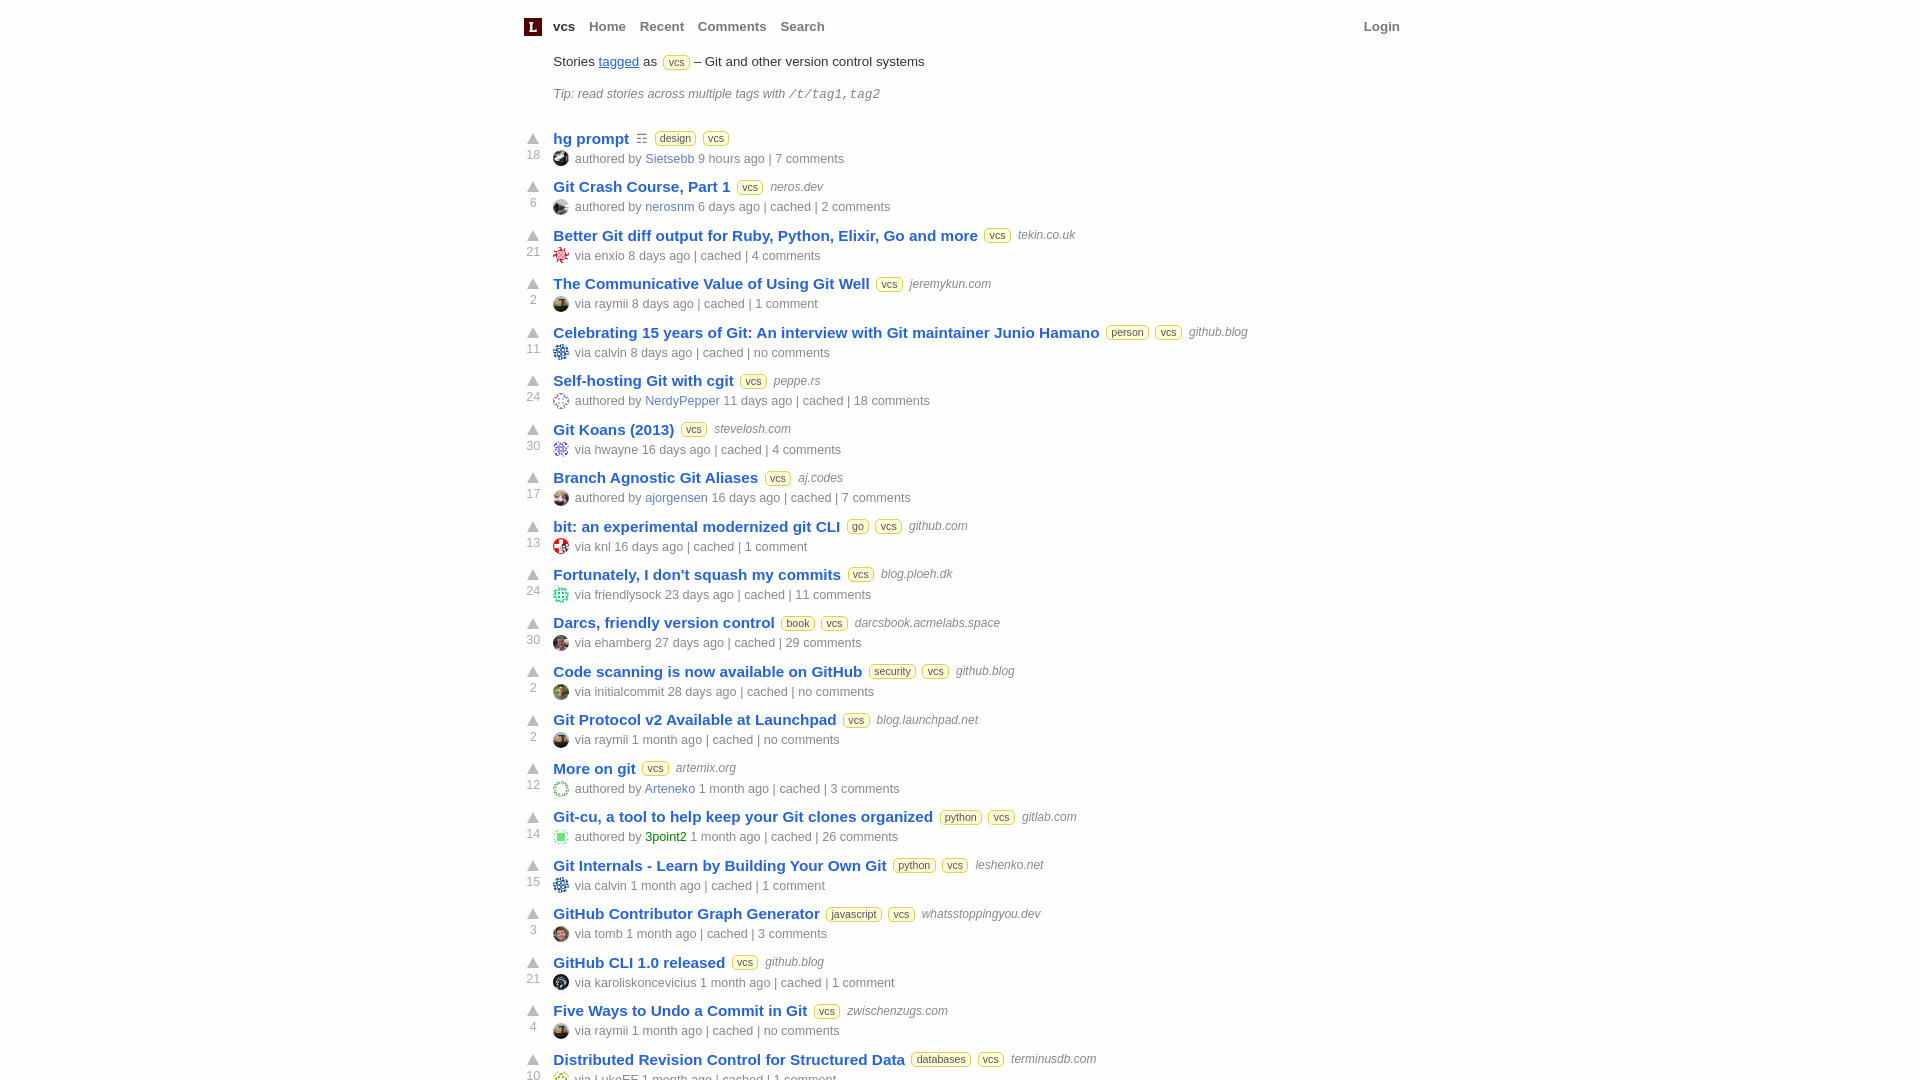 L vcs Home Recent Comments Search Login
Stories tagged as vcs – Git and other version control systems
Tip: read stories across multiple tags with /t/tag1,tag2
hg prompt ☶ design vcs
18 authored by Sietsebb 9 hours ago | 7 comments
Git Crash Course, Part 1 vcs neros.dev
6 authored by nerosnm 6 days ago | cached | 2 comments
Better Git diff output for Ruby, Python, Elixir, Go and more vcs tekin.co.uk
21 via enxio 8 days ago | cached | 4 comments
The Communicative Value of Using Git Well vcs jeremykun.com
2 via raymii 8 days ago | cached | 1 comment
Celebrating 15 years of Git: An interview with Git maintainer Junio Hamano person vcs github.blog
11 via calvin 8 days ago | cached | no comments
Self-hosting Git with cgit vcs peppe.rs
24 authored by NerdyPepper 11 days ago | cached | 18 comments
Git Koans (2013) vcs stevelosh.com
30 via hwayne 16 days ago | cached | 4 comments
Branch Agnostic Git Aliases vcs aj.codes
17 authored by ajorgensen 16 days ago | cached | 7 comments
bit: an experimental modernized git CLI go vcs github.com
13 via knl 16 days ago | cached | 1 comment
Fortunately, I don't squash my commits vcs blog.ploeh.dk
24 via friendlysock 23 days ago | cached | 11 comments
Darcs, friendly version control book vcs darcsbook.acmelabs.space
30 via ehamberg 27 days ago | cached | 29 comments
Code scanning is now available on GitHub security vcs github.blog
2 via initialcommit 28 days ago | cached | no comments
Git Protocol v2 Available at Launchpad vcs blog.launchpad.net
2 via raymii 1 month ago | cached | no comments
More on git vcs artemix.org
12 authored by Arteneko 1 month ago | cached | 3 comments
Git-cu, a tool to help keep your Git clones organized python vcs gitlab.com
14 authored by 3point2 1 month ago | cached | 26 comments
Git Internals - Learn by Building Your Own Git python vcs leshenko.net
15 via calvin 1 month ago | cached | 1 comment
GitHub Contributor Graph Generator javascript vcs whatsstoppingyou.dev
3 via tomb 1 month ago | cached | 3 comments
GitHub CLI 1.0 released vcs github.blog
21 via karoliskoncevicius 1 month ago | cached | 1 comment
Five Ways to Undo a Commit in Git vcs zwischenzugs.com
4 via raymii 1 month ago | cached | no comments
Distributed Revision Control for Structured Data databases vcs terminusdb.com
10 via LukeEF 1 month ago | cached | 1 comment